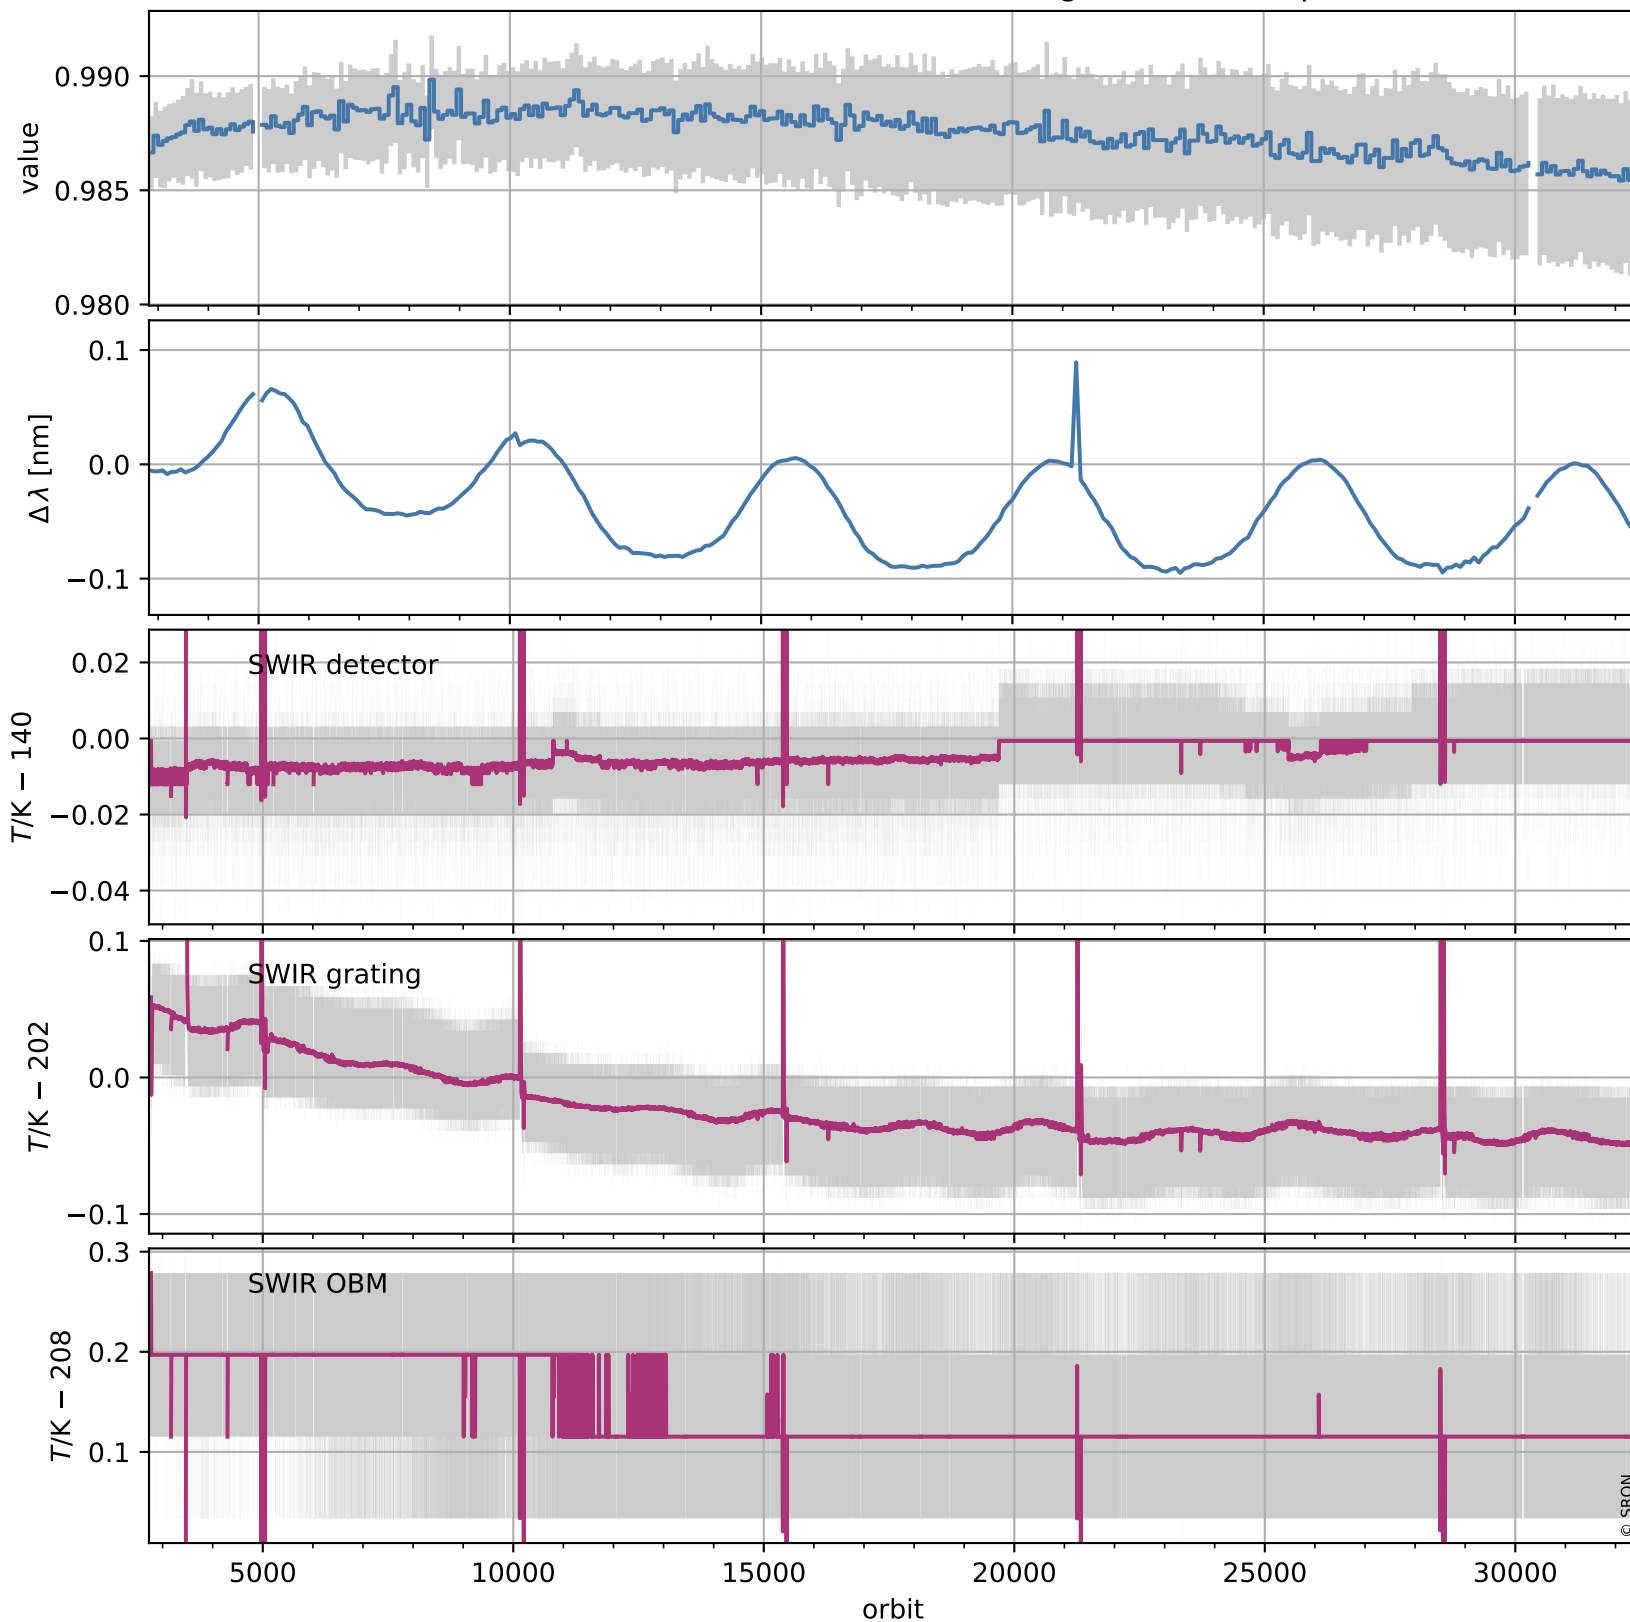 0.990
0.985
0.980
value
0.1
0.0
−0.1
Δλ [nm]
SWIR detector
0.02
0.00
−0.02
−0.04
T/K − 140
SWIR grating
0.1
0.0
−0.1
T/K − 202
SWIR OBM
0.3
0.2
0.1
T/K − 208
© SRON
5000 10000 15000 20000 25000 30000
orbit